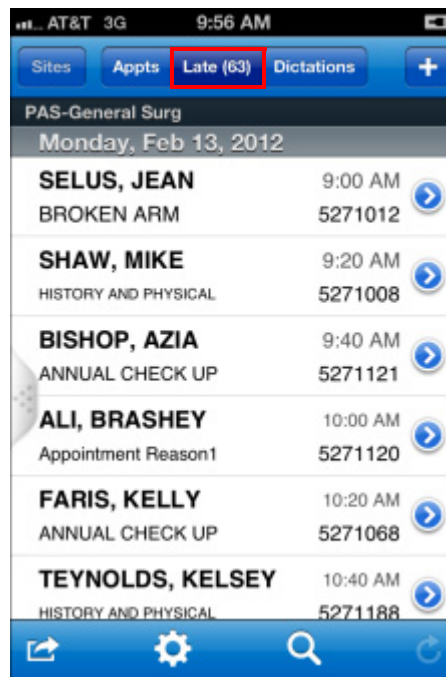 AT&T 3G 9:56 AM
Sites Appts Late (63) Dictations +
PAS-General Surg
Monday, Feb 13, 2012
SELUS, JEAN 9:00 AM
BROKEN ARM 5271012
SHAW, MIKE 9:20 AM
HISTORY AND PHYSICAL 5271008
BISHOP, AZIA 9:40 AM
ANNUAL CHECK UP 5271121
ALI, BRASHEY 10:00 AM
Appointment Reason1 5271120
FARIS, KELLY 10:20 AM
ANNUAL CHECK UP 5271068
TEYNOLDS, KELSEY 10:40 AM
HISTORY AND PHYSICAL 5271188